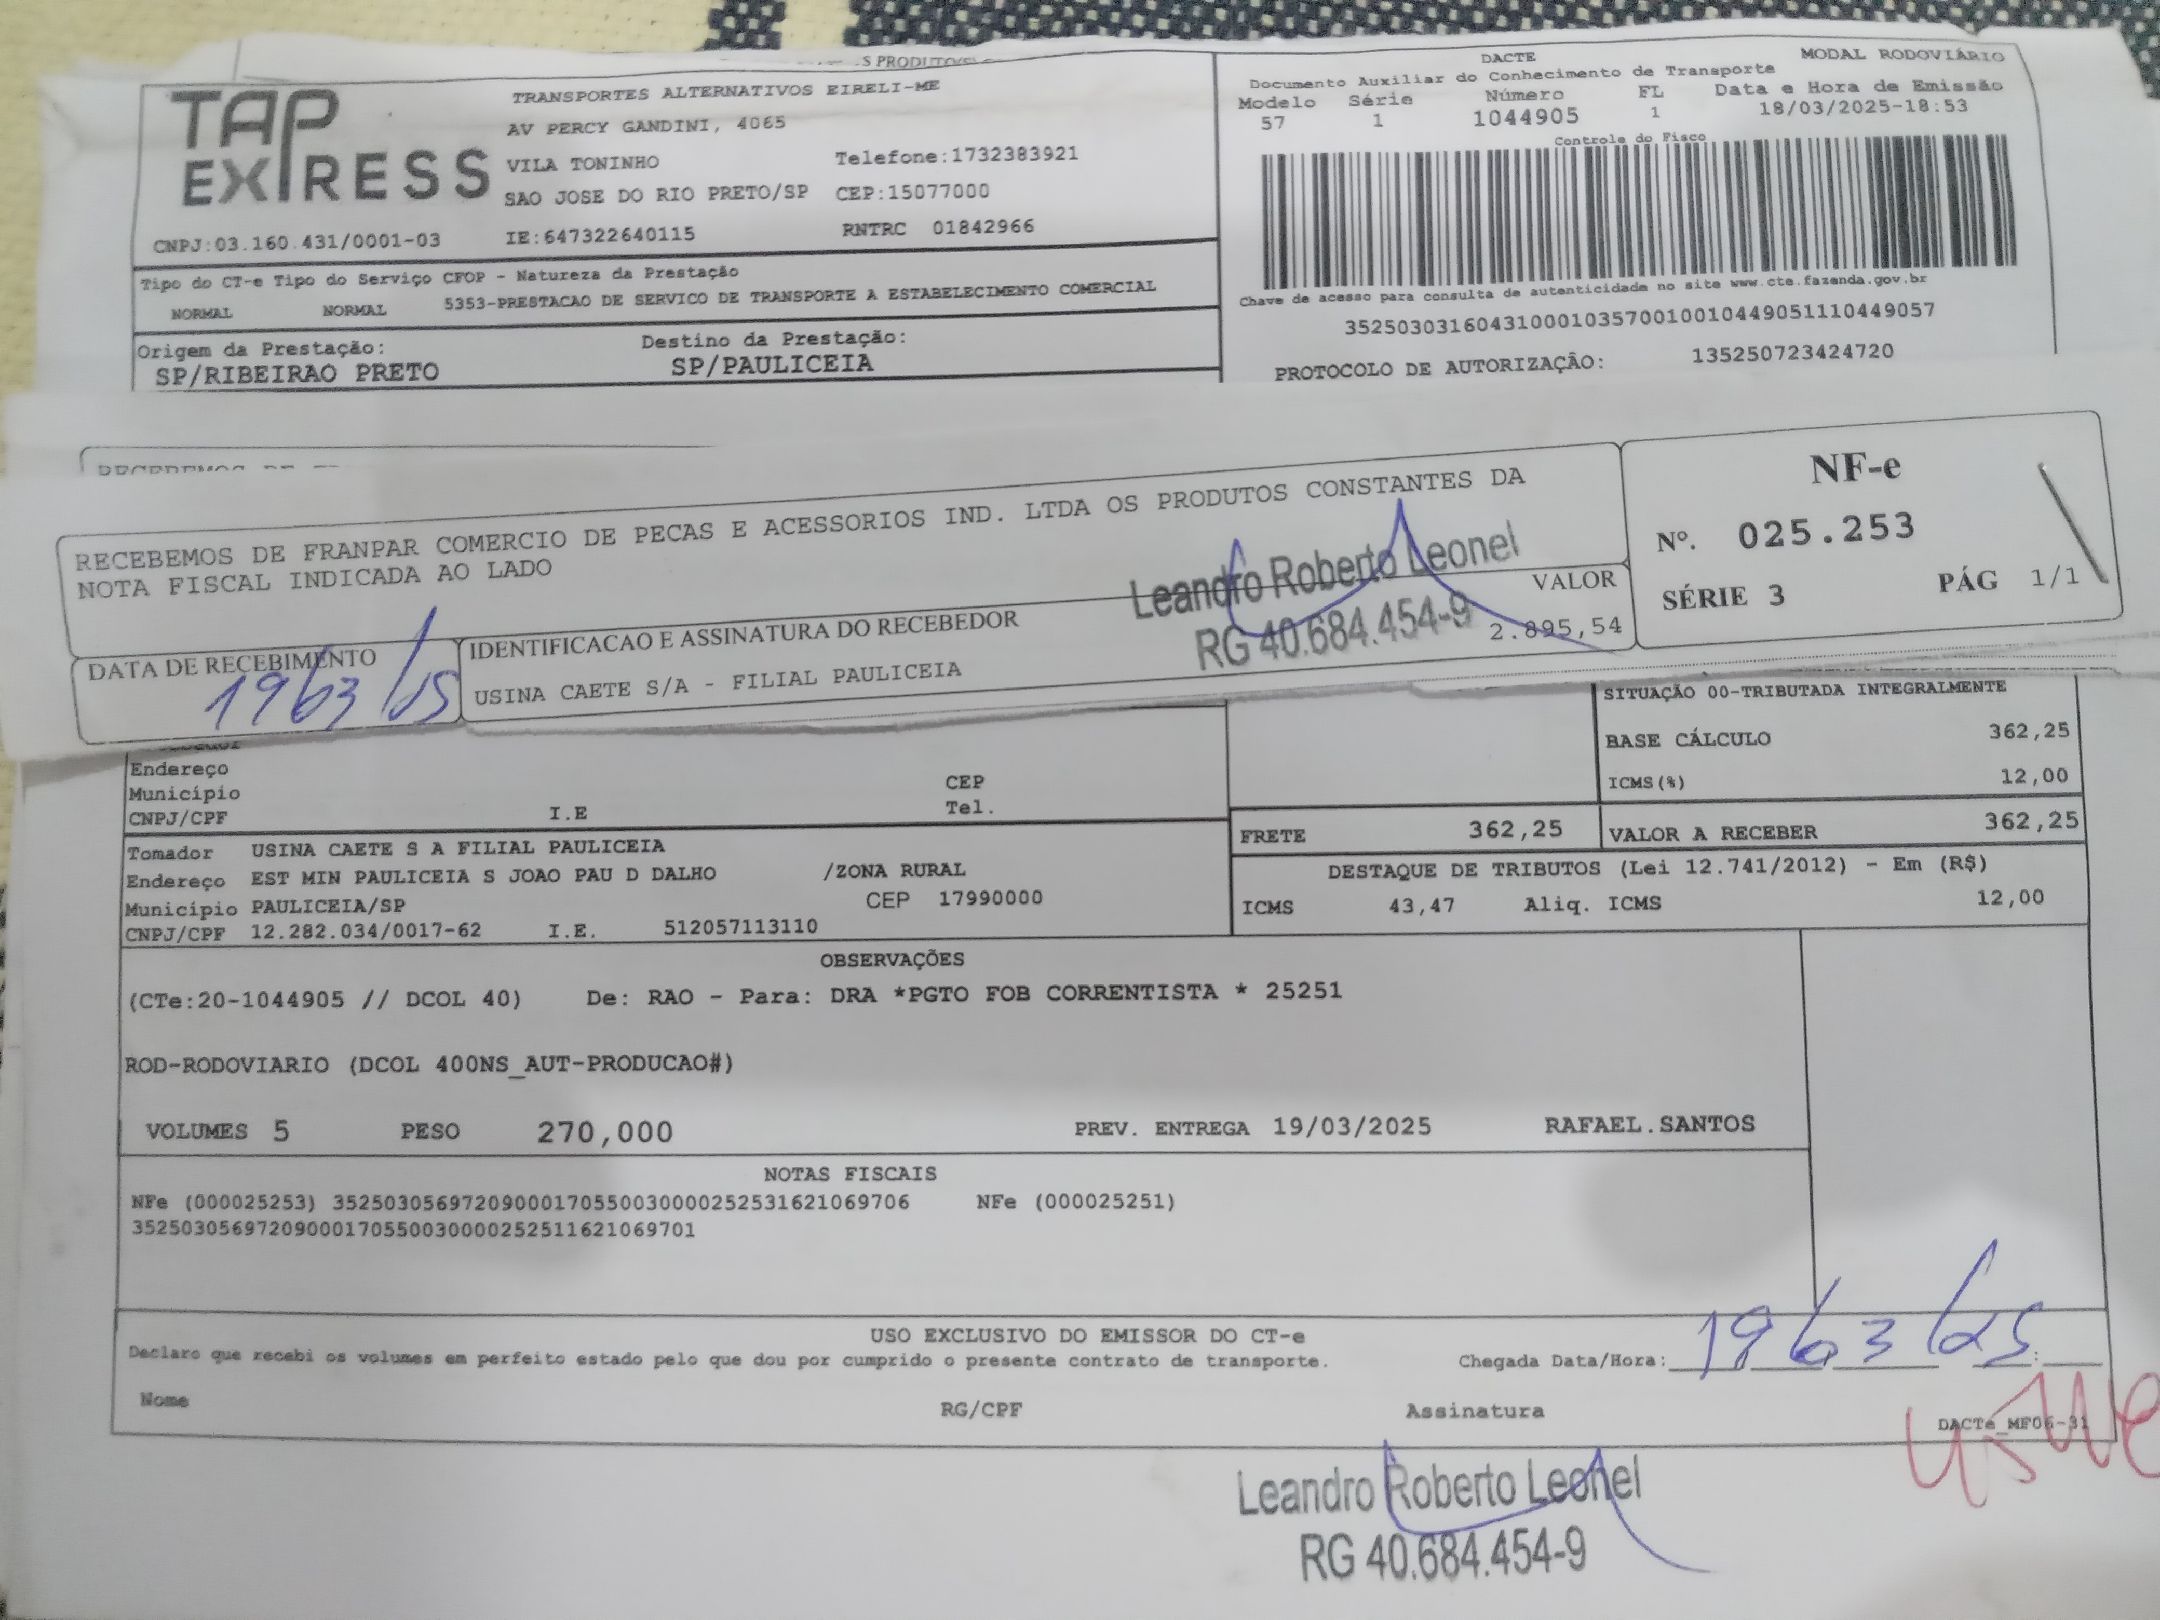 TAP EXPRESS
TRANSPORTES ALTERNATIVOS EIRELI-ME
AV PERCY GANDINI, 4065
VILA TONINHO Telefone:1732383921
SAO JOSE DO RIO PRETO/SP CEP:15077000
CNPJ:03.160.431/0001-03 IE:647322640115 RNTRC 01842966
Tipo do CT-e Tipo do Serviço CFOP - Natureza da Prestação
NORMAL NORMAL 5353-PRESTACAO DE SERVICO DE TRANSPORTE A ESTABELECIMENTO COMERCIAL
Origem da Prestação: Destino da Prestação:
SP/RIBEIRAO PRETO SP/PAULICEIA
DACTE MODAL RODOVIÁRIO
Documento Auxiliar do Conhecimento de Transporte
Modelo Série Número FL Data e Hora de Emissão
57 1 1044905 1 18/03/2025-18:53
Controle do Fisco
Chave de acesso para consulta de autenticidade no site www.cte.fazenda.gov.br
35250303160431000103570010010449051110449057
PROTOCOLO DE AUTORIZAÇÃO: 135250723424720
RECEBEMOS DE FRANPAR COMERCIO DE PECAS E ACESSORIOS IND. LTDA OS PRODUTOS CONSTANTES DA
NOTA FISCAL INDICADA AO LADO
Leandro Roberto Leonel
RG 40.684.454-9
VALOR
2.895,54
DATA DE RECEBIMENTO
19/03/25
IDENTIFICACAO E ASSINATURA DO RECEBEDOR
USINA CAETE S/A - FILIAL PAULICEIA
NF-e
Nº. 025.253
SÉRIE 3 PÁG 1/1
SITUAÇÃO 00-TRIBUTADA INTEGRALMENTE
BASE CÁLCULO 362,25
ICMS(%) 12,00
FRETE 362,25 VALOR A RECEBER 362,25
DESTAQUE DE TRIBUTOS (Lei 12.741/2012) - Em (R$)
ICMS 43,47 Aliq. ICMS 12,00
Endereço
Município CEP
CNPJ/CPF I.E Tel.
Tomador USINA CAETE S A FILIAL PAULICEIA
Endereço EST MIN PAULICEIA S JOAO PAU D DALHO /ZONA RURAL
Município PAULICEIA/SP CEP 17990000
CNPJ/CPF 12.282.034/0017-62 I.E. 512057113110
OBSERVAÇÕES
(CTe:20-1044905 // DCOL 40) De: RAO - Para: DRA *PGTO FOB CORRENTISTA * 25251
ROD-RODOVIARIO (DCOL 400NS_AUT-PRODUCAO#)
VOLUMES 5 PESO 270,000 PREV. ENTREGA 19/03/2025 RAFAEL.SANTOS
NOTAS FISCAIS
NFe (000025253) 35250305697209000170550030000252531621069706 NFe (000025251)
35250305697209000170550030000252511621069701
USO EXCLUSIVO DO EMISSOR DO CT-e
Declaro que recebi os volumes em perfeito estado pelo que dou por cumprido o presente contrato de transporte. Chegada Data/Hora: 19/03/25
Nome RG/CPF Assinatura DACTe_MF06-31
Leandro Roberto Leonel
RG 40.684.454-9